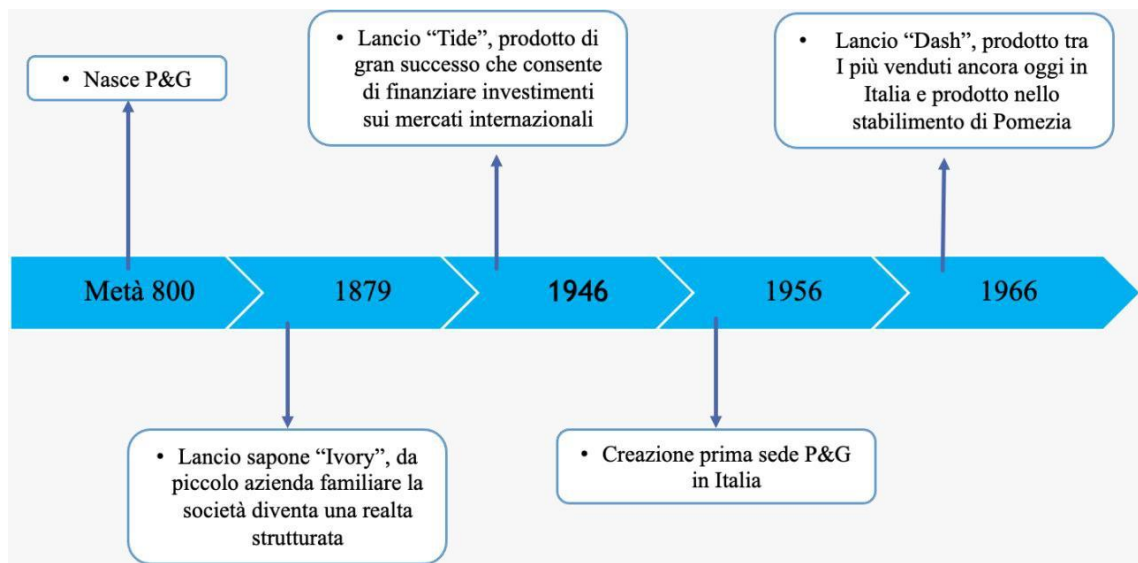 • Nasce P&G
• Lancio “Tide”, prodotto di
gran successo che consente
di finanziare investimenti
sui mercati internazionali
• Lancio “Dash”, prodotto tra
I più venduti ancora oggi in
Italia e prodotto nello
stabilimento di Pomezia
Metà 800
1879
1946
1956
1966
• Lancio sapone “Ivory”, da
piccolo azienda familiare la
società diventa una realta
strutturata
• Creazione prima sede P&G
in Italia